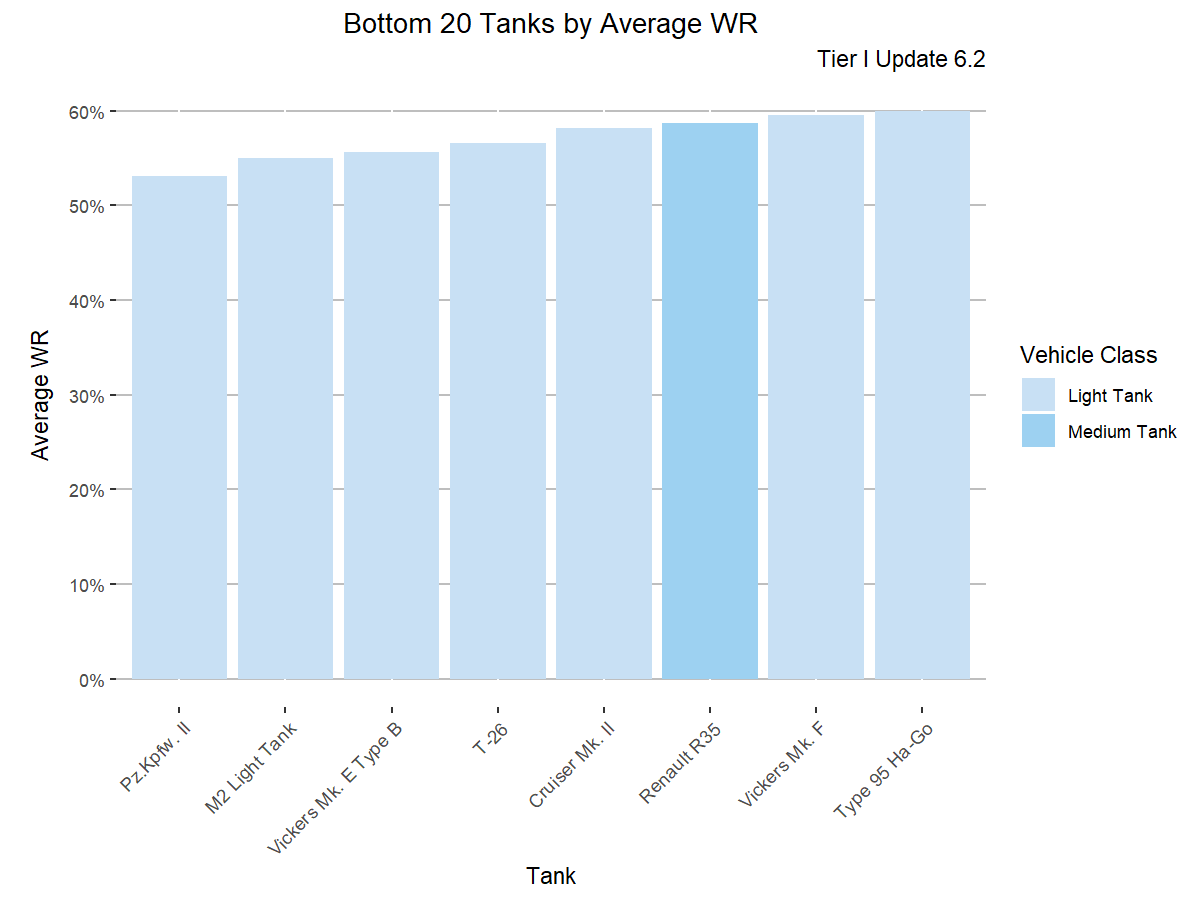 Bottom 20 Tanks by Average WR
Tier I Update 6.2
60%
50%
40%
30%
20%
10%
0%
Average WR
Pz.Kpfw. II
M2 Light Tank
Vickers Mk. E Type B
T-26
Cruiser Mk. II
Renault R35
Vickers Mk. F
Type 95 Ha-Go
Tank
Vehicle Class
Light Tank
Medium Tank